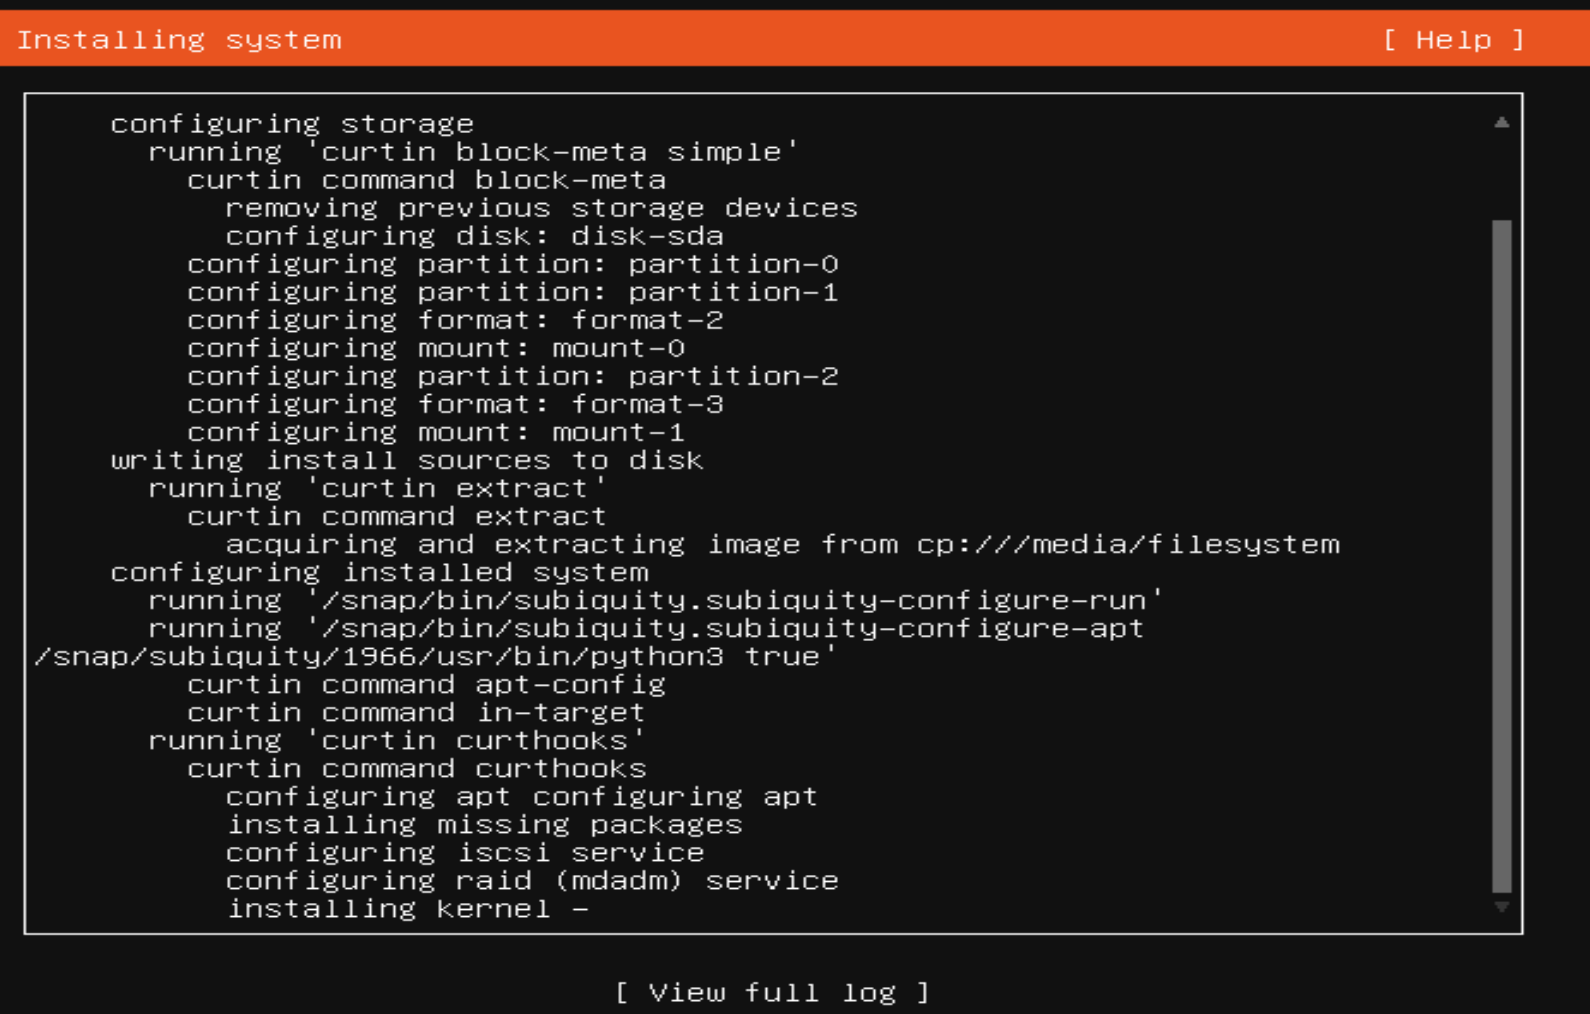 Installing system
[ Help ]
configuring storage
running 'curtin block-meta simple'
curtin command block-meta
removing previous storage devices
configuring disk: disk-sda
configuring partition: partition-0
configuring partition: partition-1
configuring format: format-2
configuring mount: mount-0
configuring partition: partition-2
configuring format: format-3
configuring mount: mount-1
writing install sources to disk
running 'curtin extract'
curtin command extract
acquiring and extracting image from cp:///media/filesystem
configuring installed system
running '/snap/bin/subiquity.subiquity-configure-run'
running '/snap/bin/subiquity.subiquity-configure-apt
/snap/subiquity/1966/usr/bin/python3 true'
curtin command apt-config
curtin command in-target
running 'curtin curthooks'
curtin command curthooks
configuring apt configuring apt
installing missing packages
configuring iscsi service
configuring raid (mdadm) service
installing kernel -
[ View full log ]